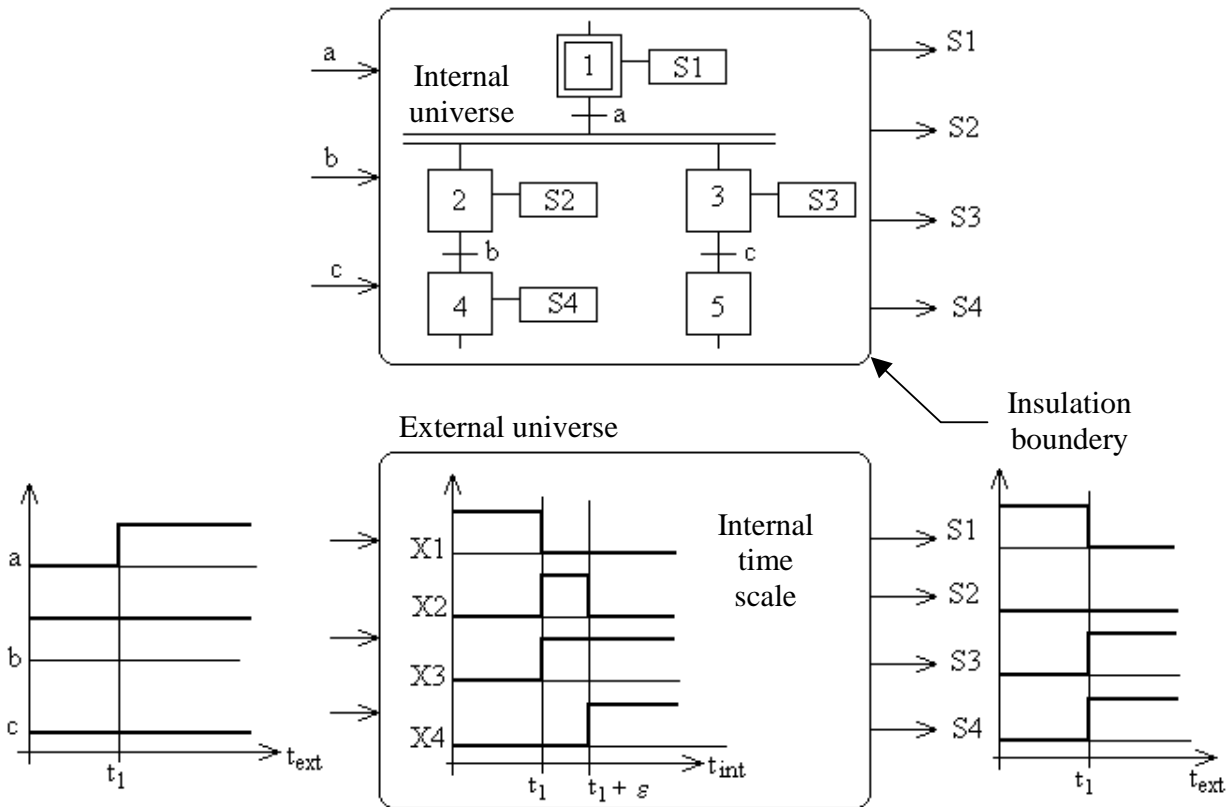 S1
a
1
S1
Internal
universe
a
S2
b
2
S2
3
S3
S3
b
c
c
4
S4
5
S4
Insulation
boundery
External universe
a
b
c
t1
text
X1
X2
X3
X4
Internal
time
scale
t1
t1 + ε
tint
S1
S2
S3
S4
t1
text